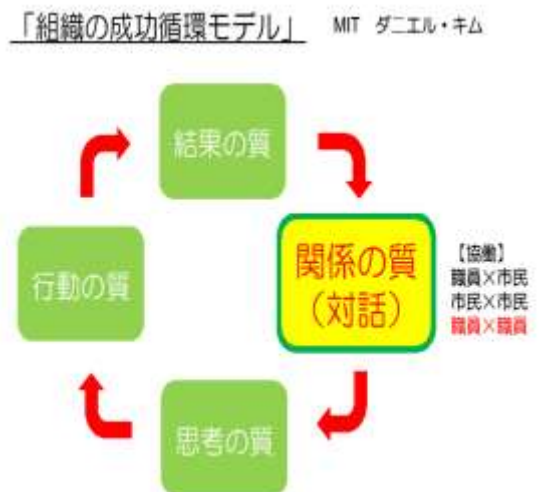 「組織の成功循環モデル」 MIT ダニエル・キム
結果の質
関係の質
(対話)
【協働】
職員×市民
市民×市民
職員×職員
行動の質
思考の質